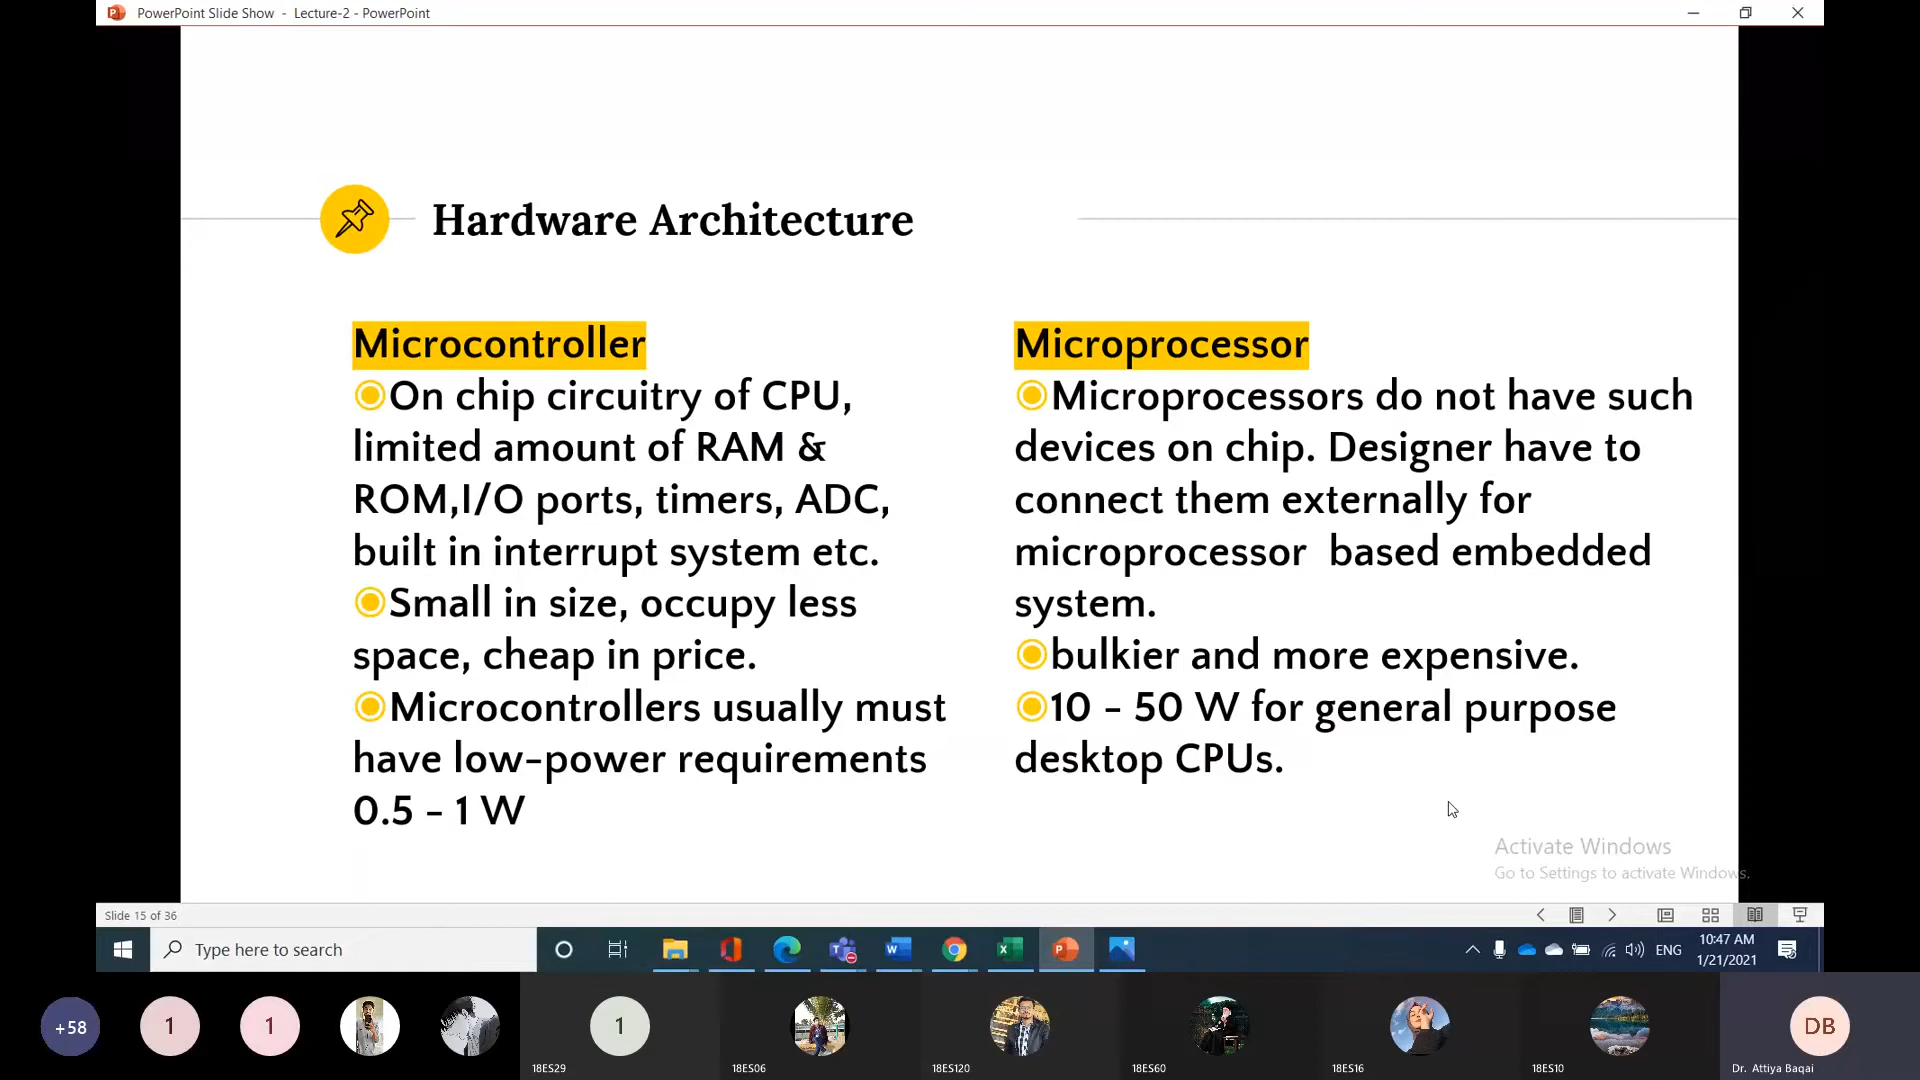 PowerPoint Slide Show - Lecture-2 - PowerPoint
Hardware Architecture
Microcontroller
On chip circuitry of CPU,
limited amount of RAM &
ROM,I/O ports, timers, ADC,
built in interrupt system etc.
Small in size, occupy less
space, cheap in price.
Microcontrollers usually must
have low-power requirements
0.5 - 1 W
Microprocessor
Microprocessors do not have such
devices on chip. Designer have to
connect them externally for
microprocessor based embedded
system.
bulkier and more expensive.
10 - 50 W for general purpose
desktop CPUs.
Activate Windows
Go to Settings to activate Windows.
Slide 15 of 36
Type here to search
ENG
10:47 AM
1/21/2021
+58
1
1
1
DB
18ES29
18ES06
18ES120
18ES60
18ES16
18ES10
Dr. Attiya Baqai